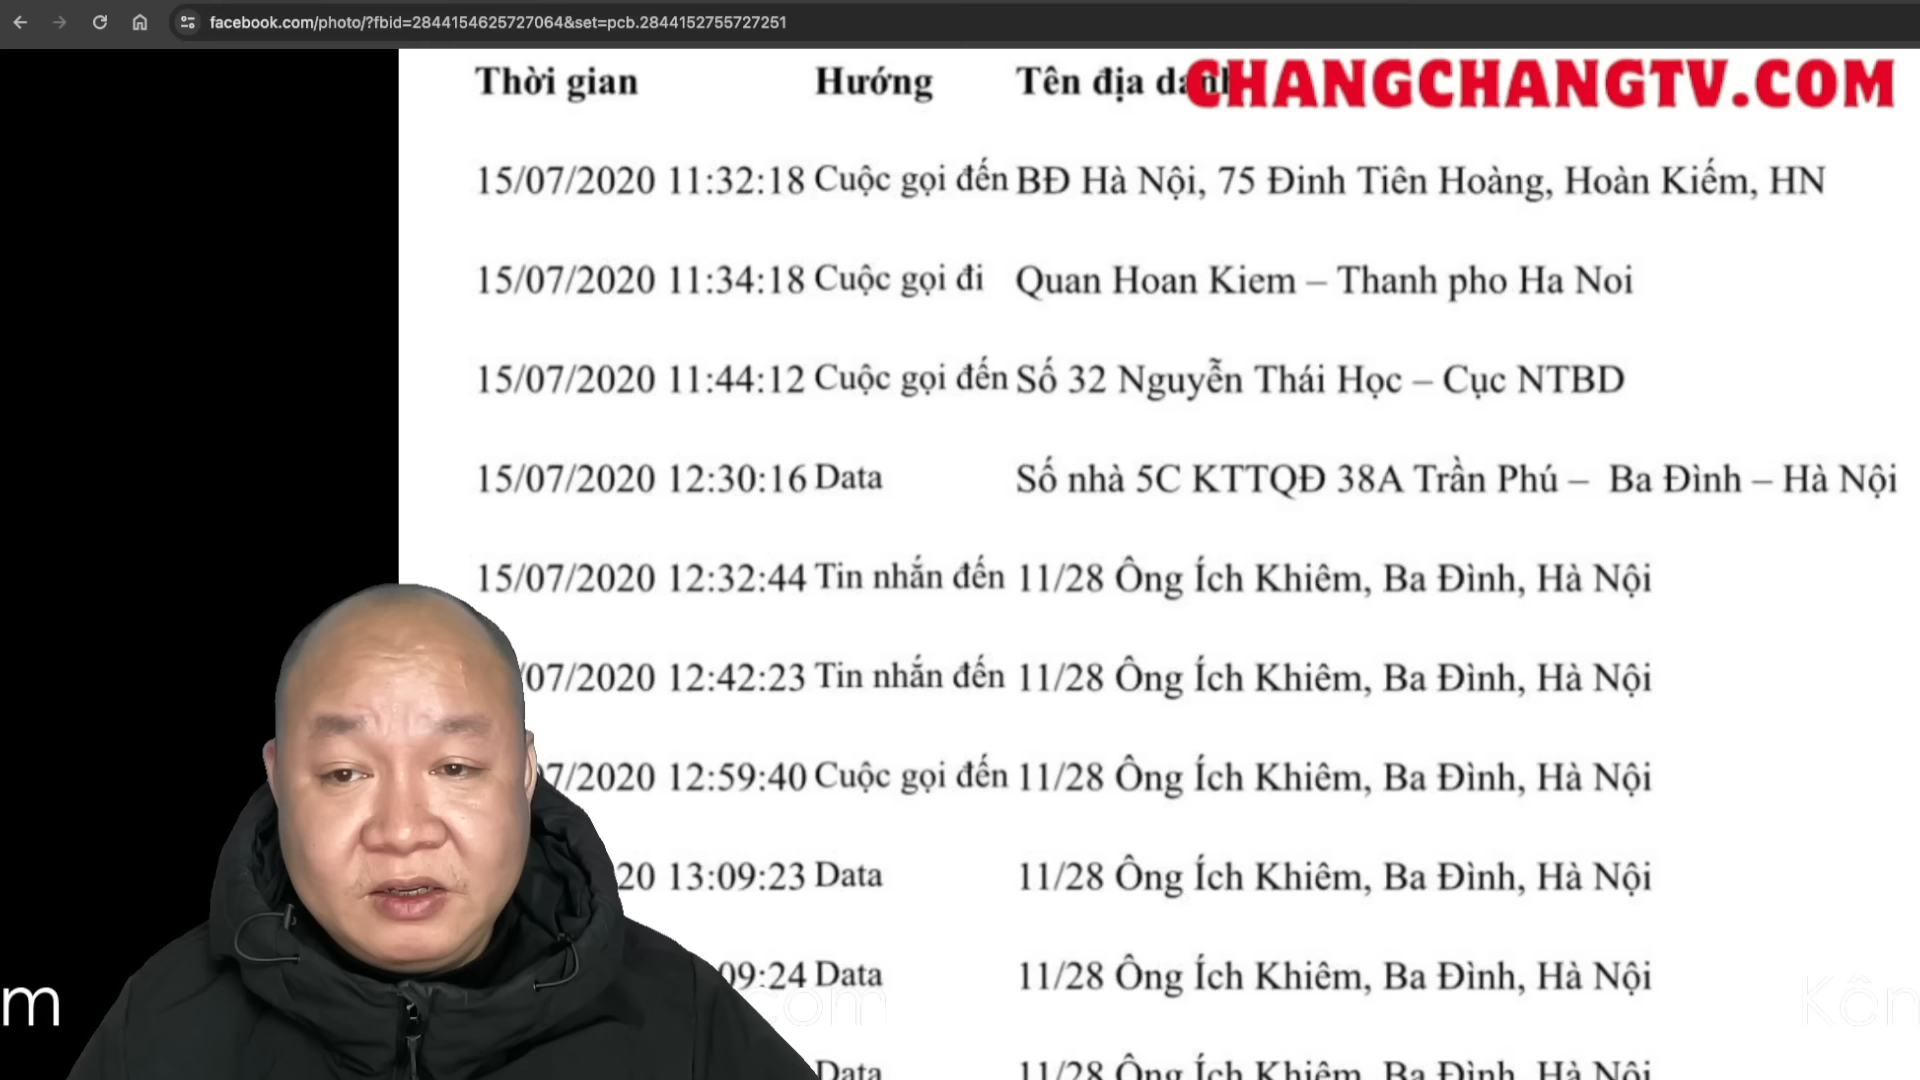 facebook.com/photo/?fbid=2844154625727064&set=pcb.2844152755727251
Thời gian Hướng Tên địa danh
CHANGCHANGTV.COM
15/07/2020 11:32:18 Cuộc gọi đến BĐ Hà Nội, 75 Đinh Tiên Hoàng, Hoàn Kiếm, HN
15/07/2020 11:34:18 Cuộc gọi đi Quan Hoan Kiem – Thanh pho Ha Noi
15/07/2020 11:44:12 Cuộc gọi đến Số 32 Nguyễn Thái Học – Cục NTBD
15/07/2020 12:30:16 Data Số nhà 5C KTTQĐ 38A Trần Phú – Ba Đình – Hà Nội
15/07/2020 12:32:44 Tin nhắn đến 11/28 Ông Ích Khiêm, Ba Đình, Hà Nội
/07/2020 12:42:23 Tin nhắn đến 11/28 Ông Ích Khiêm, Ba Đình, Hà Nội
7/2020 12:59:40 Cuộc gọi đến 11/28 Ông Ích Khiêm, Ba Đình, Hà Nội
20 13:09:23 Data 11/28 Ông Ích Khiêm, Ba Đình, Hà Nội
09:24 Data 11/28 Ông Ích Khiêm, Ba Đình, Hà Nội
m com Kôn
Data 11/28 Ông Ích Khiêm, Ba Đình, Hà Nội